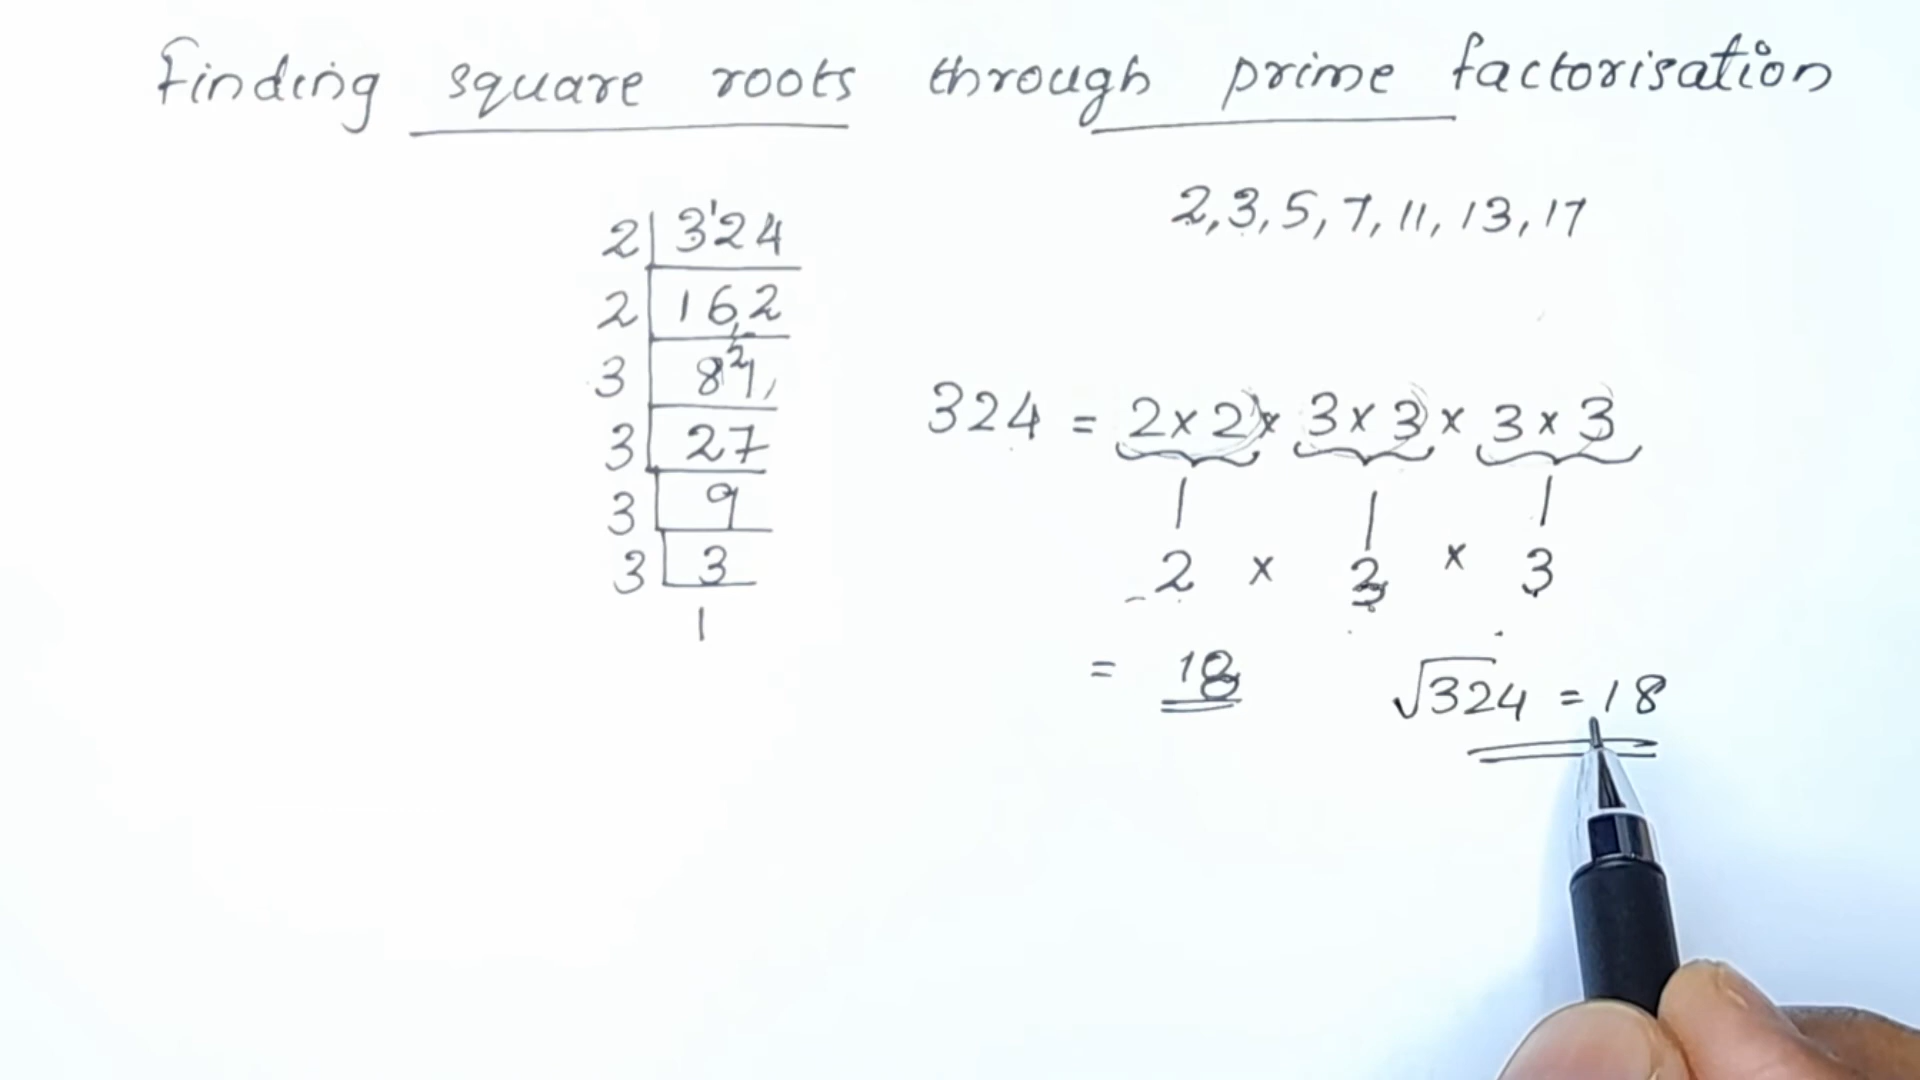 Finding square roots through prime factorisation
2, 3, 5, 7, 11, 13, 17
2 | 324
2 | 162
3 | 81
3 | 27
3 | 9
3 | 3
1
324 = 2 × 2 × 3 × 3 × 3 × 3
2 × 3 × 3
= 18
√324 = 18